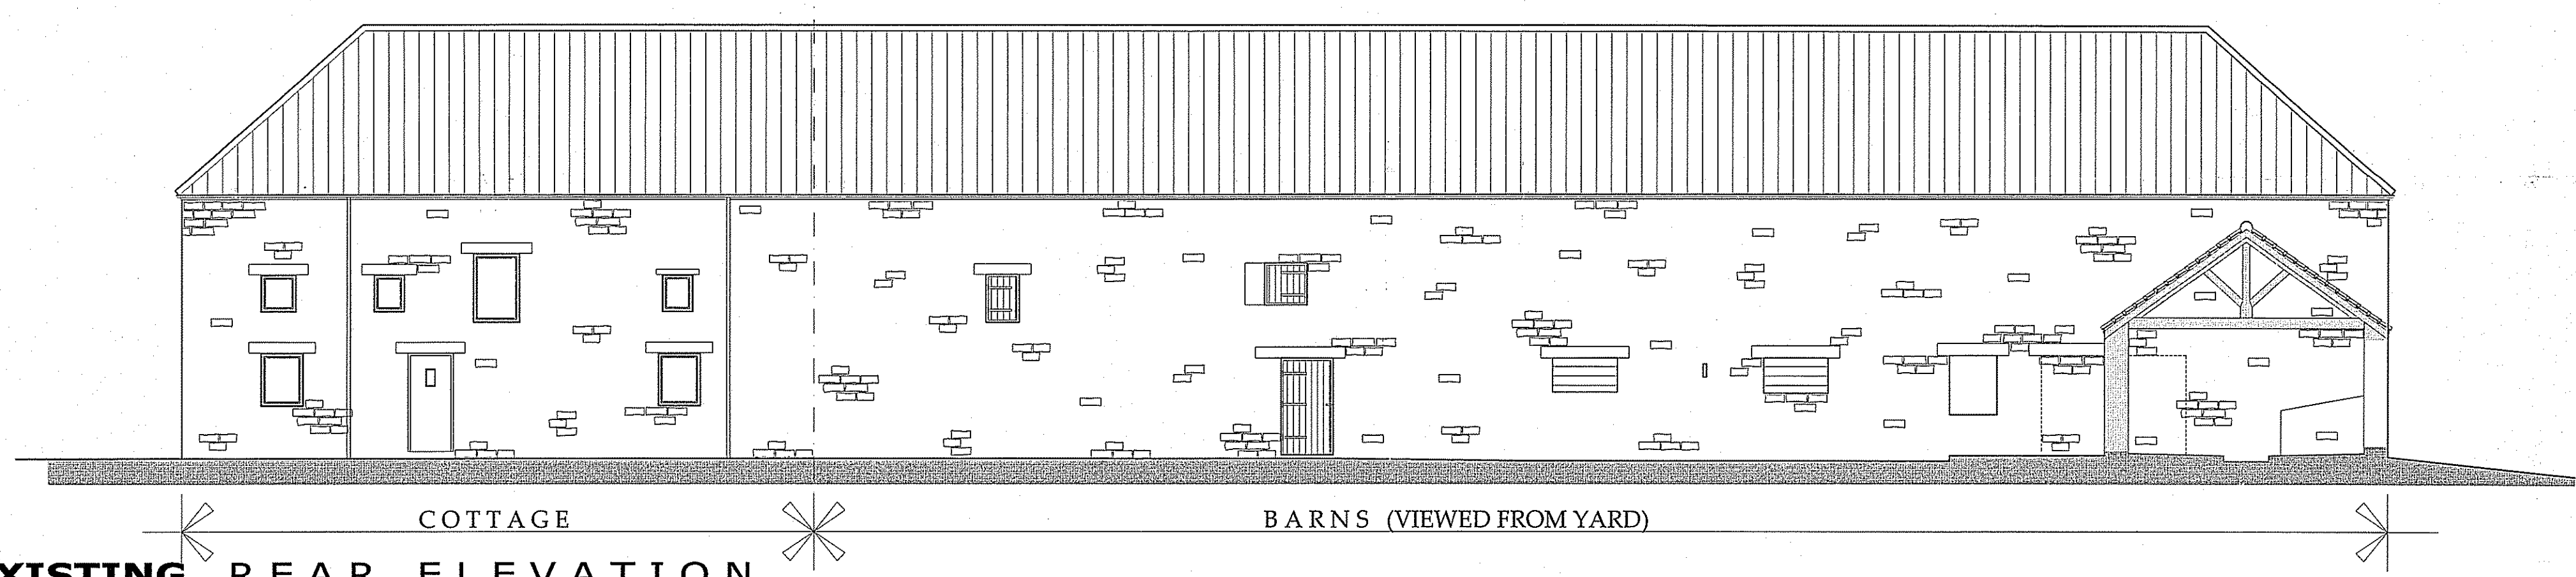 COTTAGE
BARNS (VIEWED FROM YARD)
XISTING REAR ELEVATION